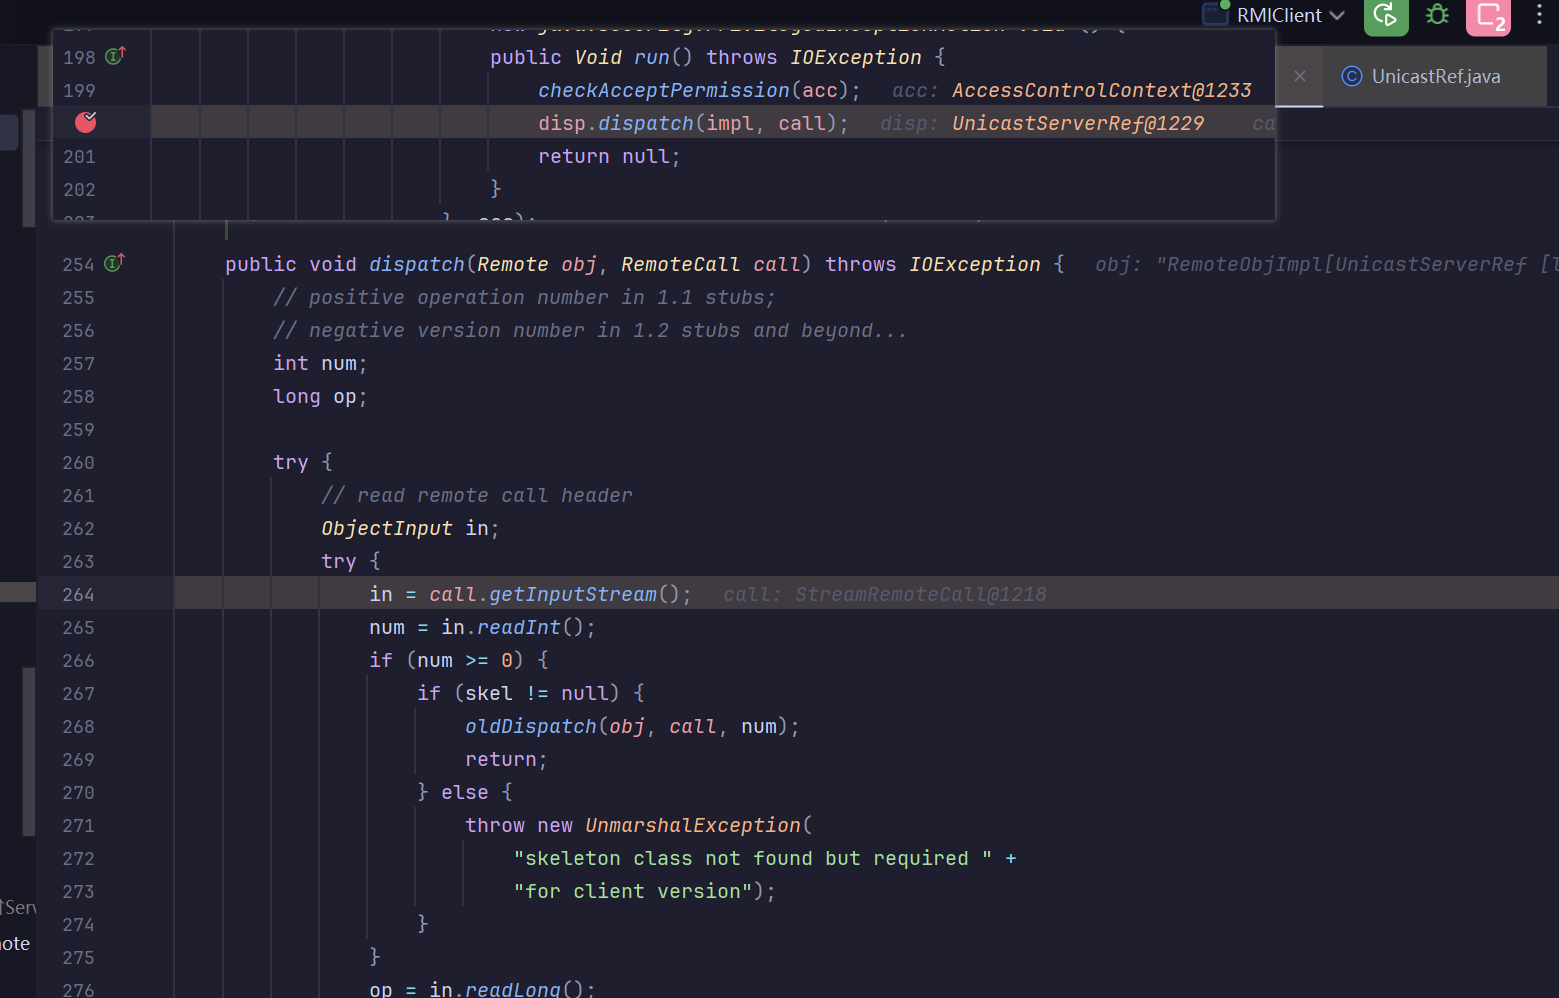 RMIClient
2
UnicastRef.java
198 public Void run() throws IOException {
199 checkAcceptPermission(acc); acc: AccessControlContext@1233
disp.dispatch(impl, call); disp: UnicastServerRef@1229 ca
201 return null;
202 }
254 public void dispatch(Remote obj, RemoteCall call) throws IOException { obj: "RemoteObjImpl[UnicastServerRef [l
255 // positive operation number in 1.1 stubs;
256 // negative version number in 1.2 stubs and beyond...
257 int num;
258 long op;
259
260 try {
261 // read remote call header
262 ObjectInput in;
263 try {
264 in = call.getInputStream(); call: StreamRemoteCall@1218
265 num = in.readInt();
266 if (num >= 0) {
267 if (skel != null) {
268 oldDispatch(obj, call, num);
269 return;
270 } else {
271 throw new UnmarshalException(
272 "skeleton class not found but required " +
273 "for client version");
274 }
275 }
276 op = in.readLong();
Serv
ote